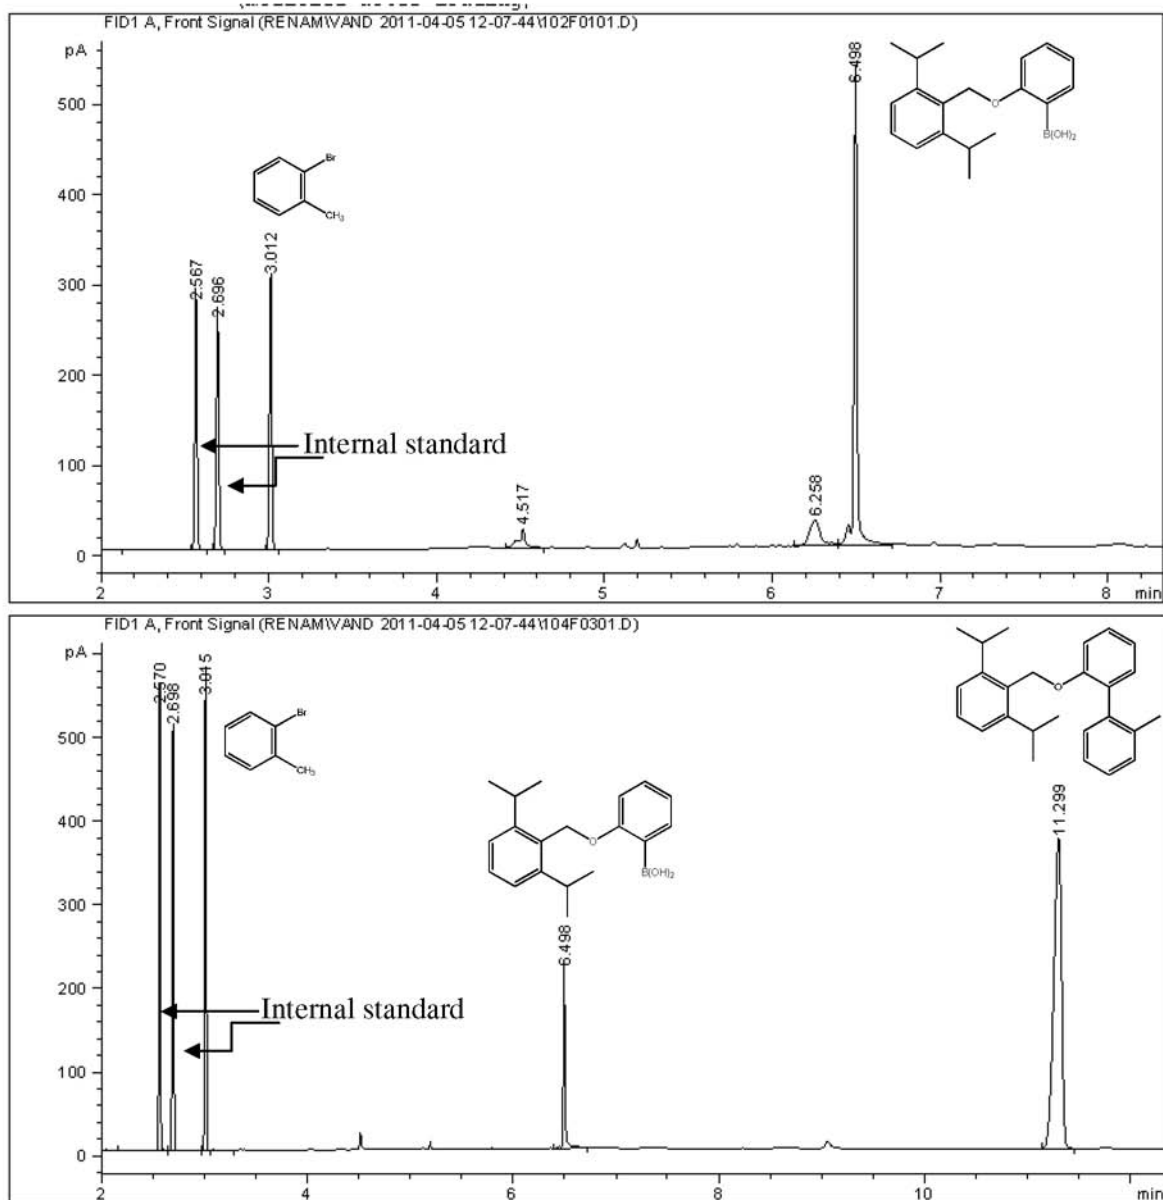 FID1 A, Front Signal (RENAM\VAND 2011-04-05 12-07-44\102F0101.D)
pA
500
400
300
200
100
0
2.567
2.696
3.012
4.517
6.258
6.498
Br
CH3
O
B(OH)2
Internal standard
2
3
4
5
6
7
8
min
FID1 A, Front Signal (RENAM\VAND 2011-04-05 12-07-44\104F0301.D)
pA
500
400
300
200
100
0
2.570
2.698
3.015
6.498
11.299
Br
CH3
O
B(OH)2
O
Internal standard
2
4
6
8
10
min